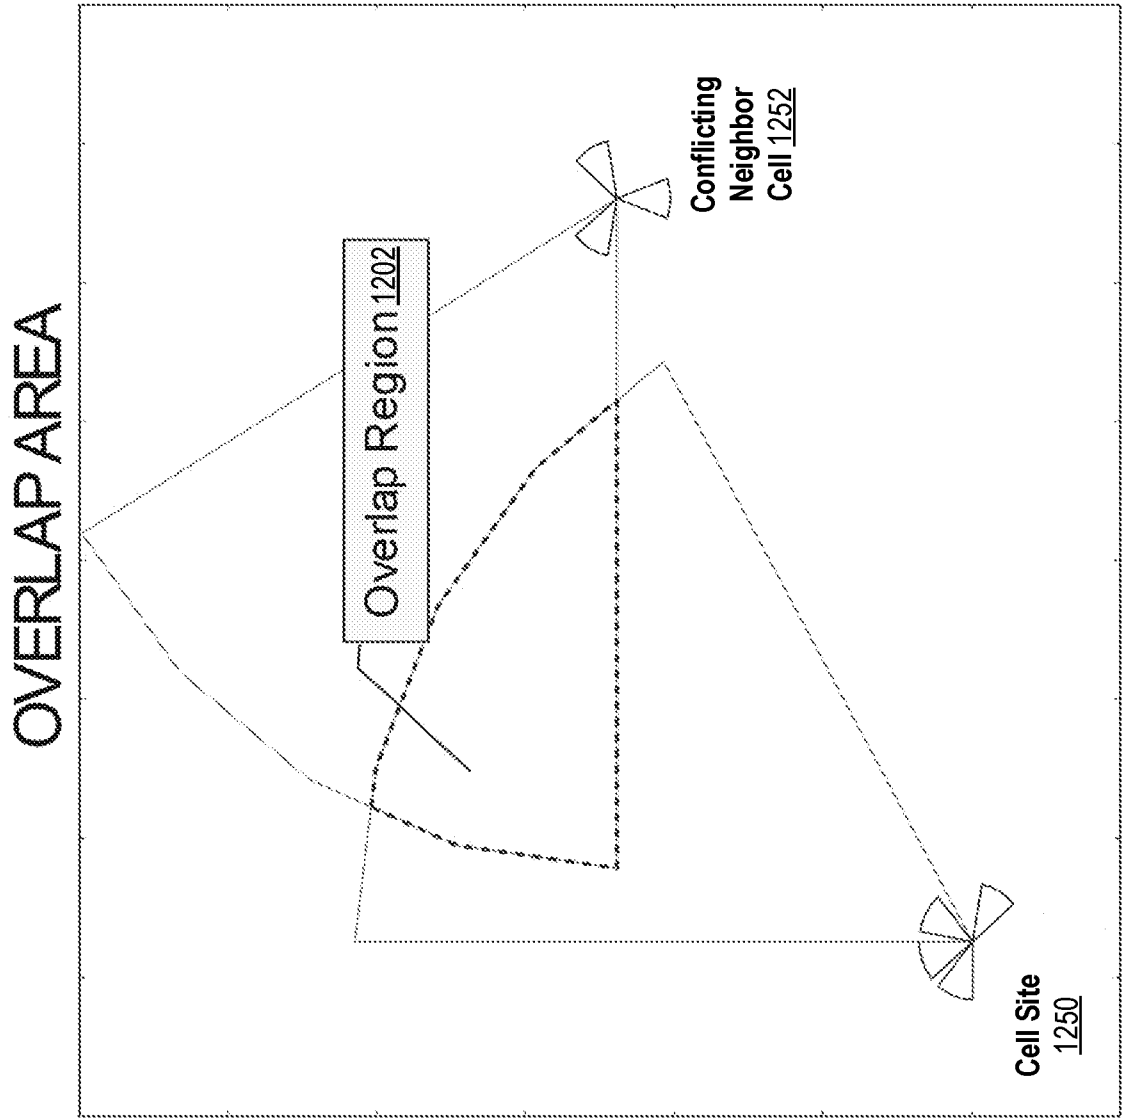 OVERLAP AREA
Overlap Region 1202
Conflicting
Neighbor
Cell 1252
Cell Site
1250